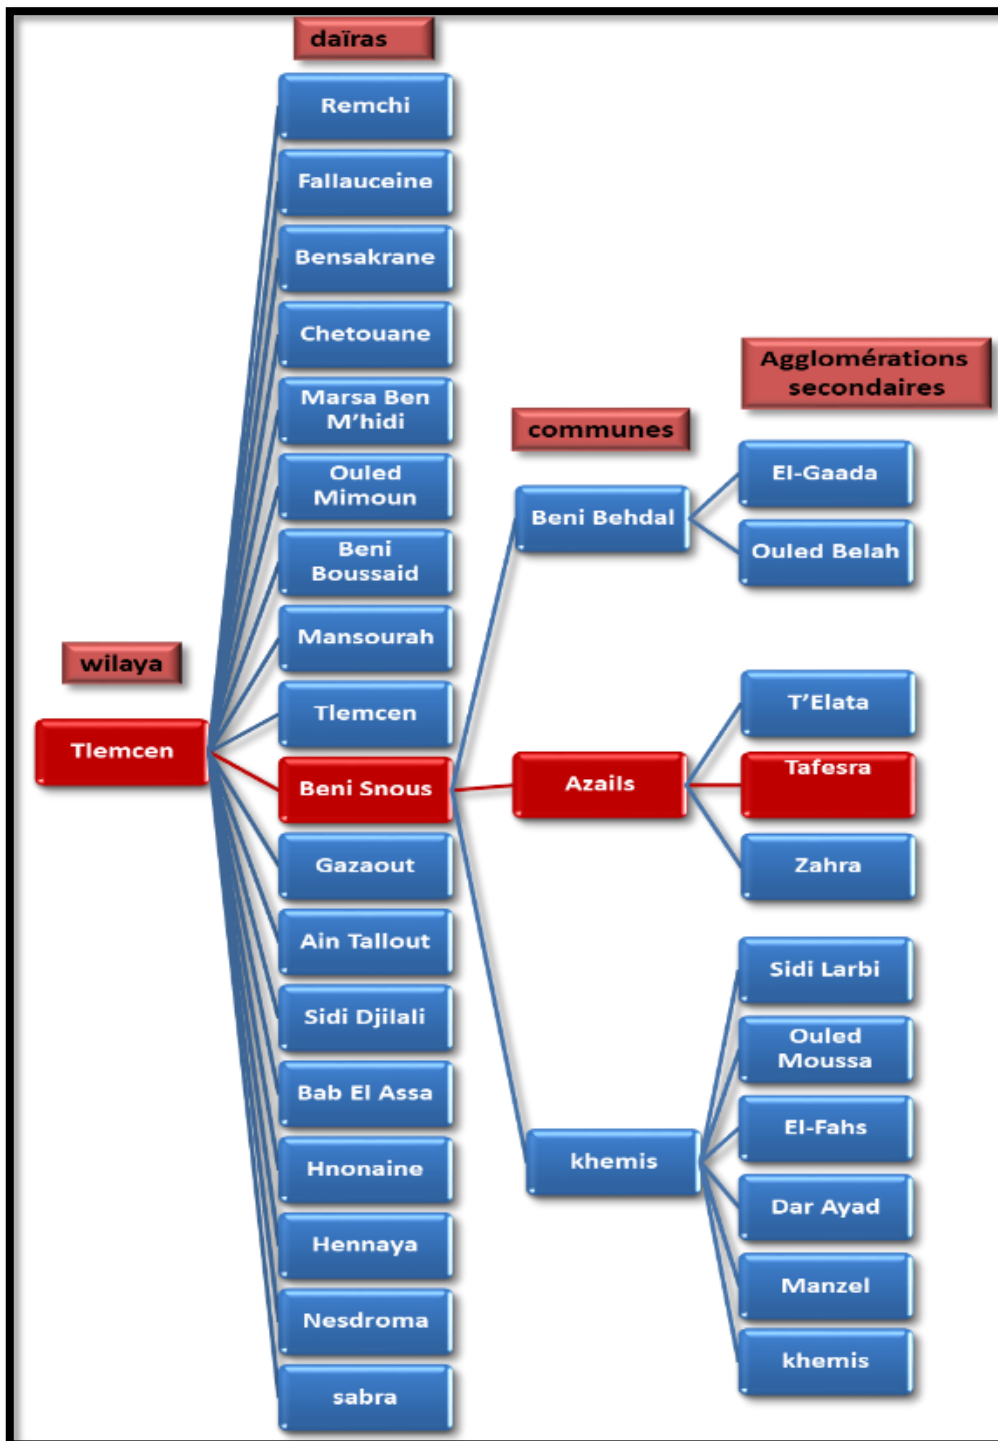 daïras
Remchi
Fallauceine
Bensakrane
Chetouane
Marsa Ben
M'hidi
Ouled
Mimoun
Beni
Boussaid
Mansourah
Tlemcen
Beni Snous
Gazaout
Ain Tallout
Sidi Djilali
Bab El Assa
Hnonaine
Hennaya
Nesdroma
sabra
wilaya
Tlemcen
communes
Beni Behdal
Azails
khemis
Agglomérations
secondaires
El-Gaada
Ouled Belah
T'Elata
Tafesra
Zahra
Sidi Larbi
Ouled
Moussa
El-Fahs
Dar Ayad
Manzel
khemis